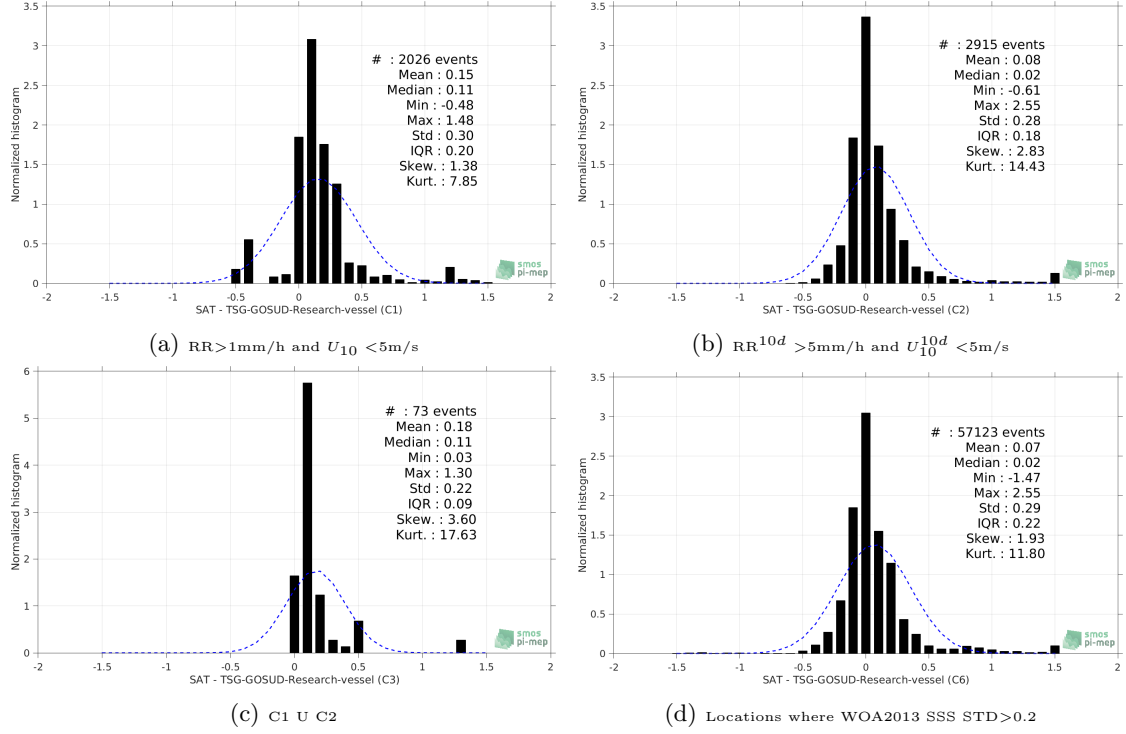 3.5
3
2.5
2
1.5
1
0.5
0
Normalized histogram
# : 2026 events
Mean : 0.15
Median : 0.11
Min : -0.48
Max : 1.48
Std : 0.30
IQR : 0.20
Skew. : 1.38
Kurt. : 7.85
smos
pi-mep
-2 -1.5 -1 -0.5 0 0.5 1 1.5 2
SAT - TSG-GOSUD-Research-vessel (C1)
(a) RR>1mm/h and U10 <5m/s
3.5
3
2.5
2
1.5
1
0.5
0
Normalized histogram
# : 2915 events
Mean : 0.08
Median : 0.02
Min : -0.61
Max : 2.55
Std : 0.28
IQR : 0.18
Skew. : 2.83
Kurt. : 14.43
smos
pi-mep
-2 -1.5 -1 -0.5 0 0.5 1 1.5 2
SAT - TSG-GOSUD-Research-vessel (C2)
(b) RR10d >5mm/h and U10d10 <5m/s
6
5
4
3
2
1
0
Normalized histogram
# : 73 events
Mean : 0.18
Median : 0.11
Min : 0.03
Max : 1.30
Std : 0.22
IQR : 0.09
Skew. : 3.60
Kurt. : 17.63
smos
pi-mep
-2 -1.5 -1 -0.5 0 0.5 1 1.5 2
SAT - TSG-GOSUD-Research-vessel (C3)
(c) C1 U C2
3.5
3
2.5
2
1.5
1
0.5
0
Normalized histogram
# : 57123 events
Mean : 0.07
Median : 0.02
Min : -1.47
Max : 2.55
Std : 0.29
IQR : 0.22
Skew. : 1.93
Kurt. : 11.80
smos
pi-mep
-2 -1.5 -1 -0.5 0 0.5 1 1.5 2
SAT - TSG-GOSUD-Research-vessel (C6)
(d) Locations where WOA2013 SSS STD>0.2